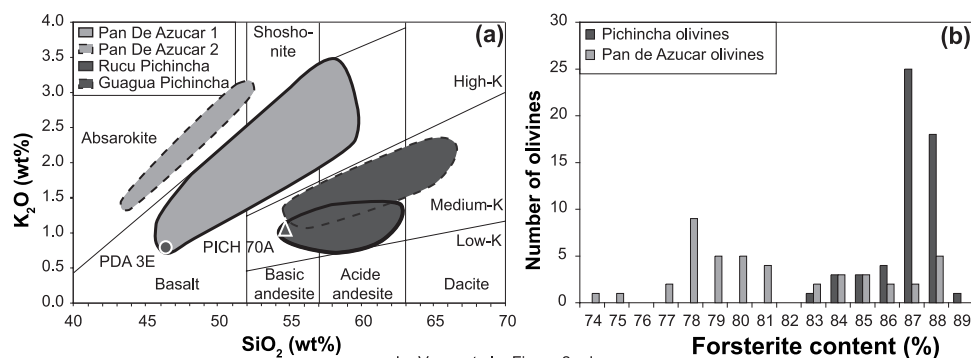 4.0
3.5
3.0
2.5
2.0
1.5
1.0
0.5
0.0
K2O (wt%)
Pan De Azucar 1
Pan De Azucar 2
Rucu Pichincha
Guagua Pichincha
Shosho-
nite
(a)
High-K
Absarokite
Medium-K
Low-K
PDA 3E
PICH 70A
Basalt
Basic
andesite
Acide
andesite
Dacite
40 45 50 55 60 65 70
SiO2 (wt%)
30
25
20
15
10
5
0
Number of olivines
Pichincha olivines
Pan de Azucar olivines
(b)
74 75 76 77 78 79 80 81 82 83 84 85 86 87 88 89
Forsterite content (%)